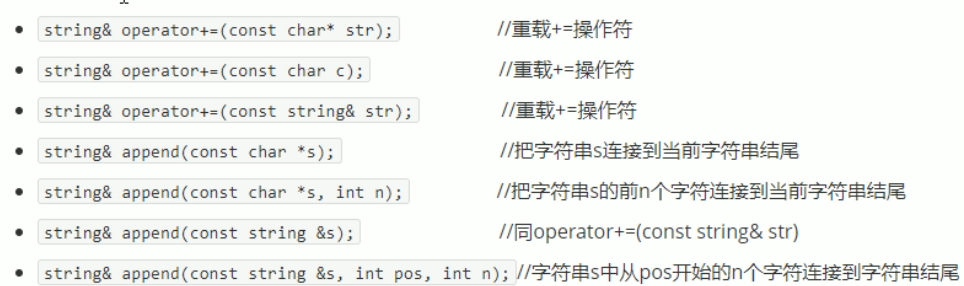 • string& operator+=(const char* str); //重载+=操作符
• string& operator+=(const char c); //重载+=操作符
• string& operator+=(const string& str); //重载+=操作符
• string& append(const char *s); //把字符串s连接到当前字符串结尾
• string& append(const char *s, int n); //把字符串s的前n个字符连接到当前字符串结尾
• string& append(const string &s); //同operator+=(const string& str)
• string& append(const string &s, int pos, int n); //字符串s中从pos开始的n个字符连接到字符串结尾